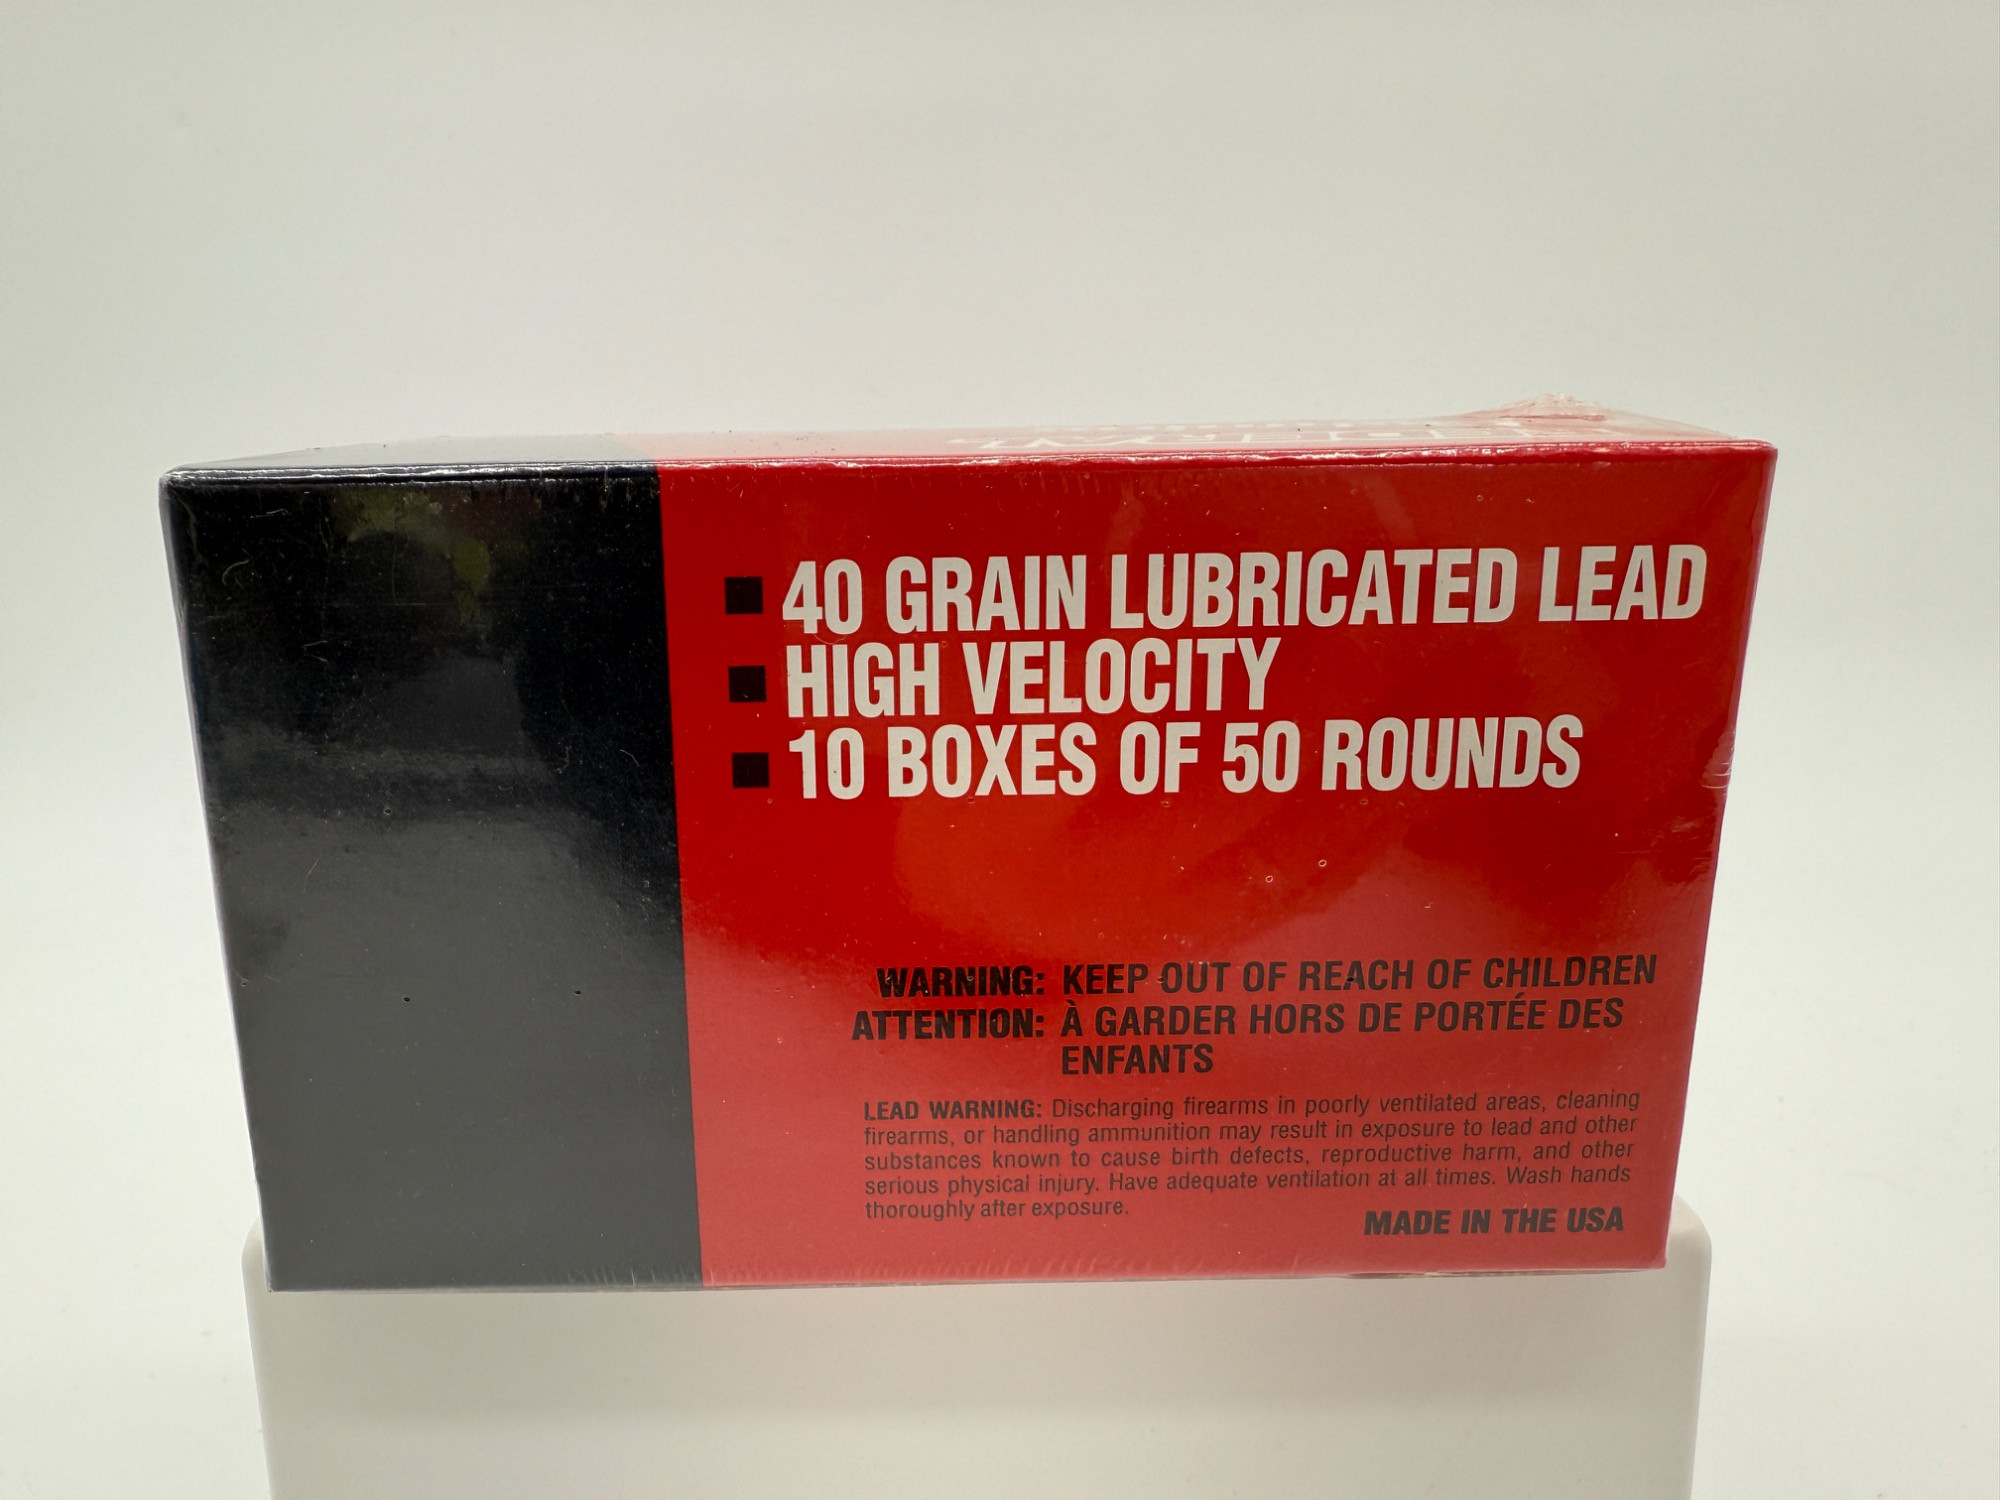 40 GRAIN LUBRICATED LEAD
HIGH VELOCITY
10 BOXES OF 50 ROUNDS
WARNING: KEEP OUT OF REACH OF CHILDREN
ATTENTION: À GARDER HORS DE PORTÉE DES
ENFANTS
LEAD WARNING: Discharging firearms in poorly ventilated areas, cleaning
firearms, or handling ammunition may result in exposure to lead and other
substances known to cause birth defects, reproductive harm, and other
serious physical injury. Have adequate ventilation at all times. Wash hands
thoroughly after exposure.
MADE IN THE USA